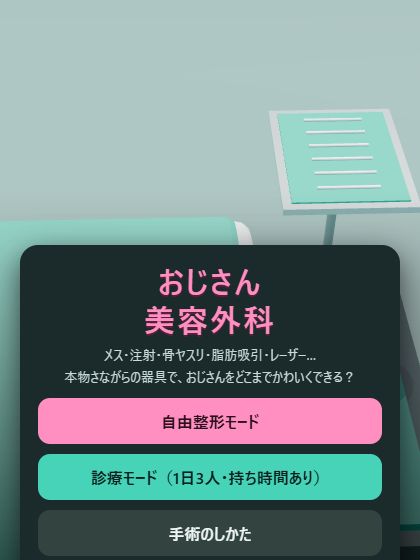 おじさん
美容外科
メス・注射・骨ヤスリ・脂肪吸引・レーザー…
本物さながらの器具で、おじさんをどこまでかわいくできる？
自由整形モード
診療モード（1日3人・持ち時間あり）
手術のしかた